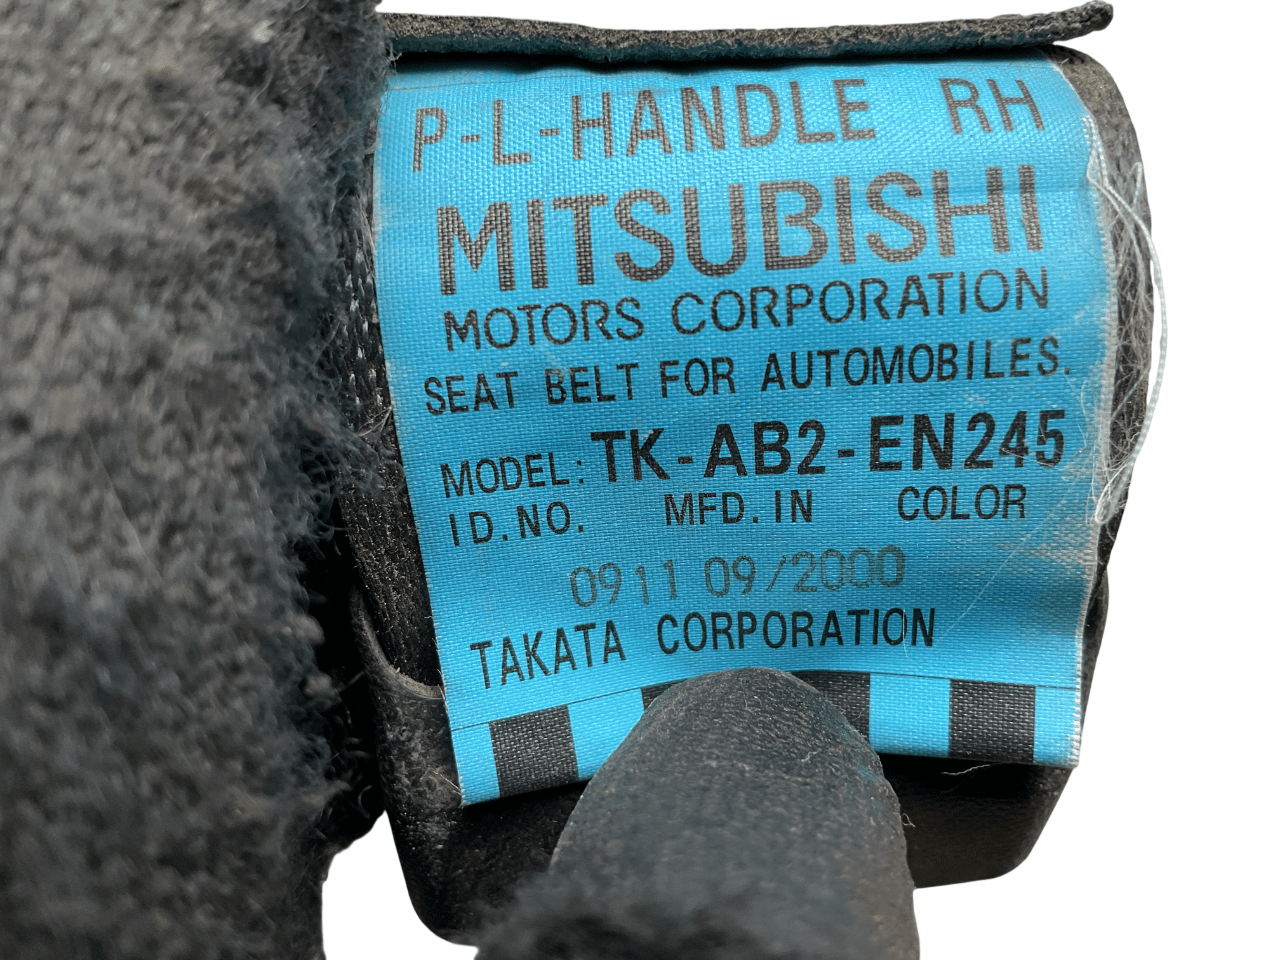 P-L-HANDLE RH
MITSUBISHI
MOTORS CORPORATION
SEAT BELT FOR AUTOMOBILES.
MODEL: TK-AB2-EN245
ID.NO. MFD.IN COLOR
0911 09/2000
TAKATA CORPORATION